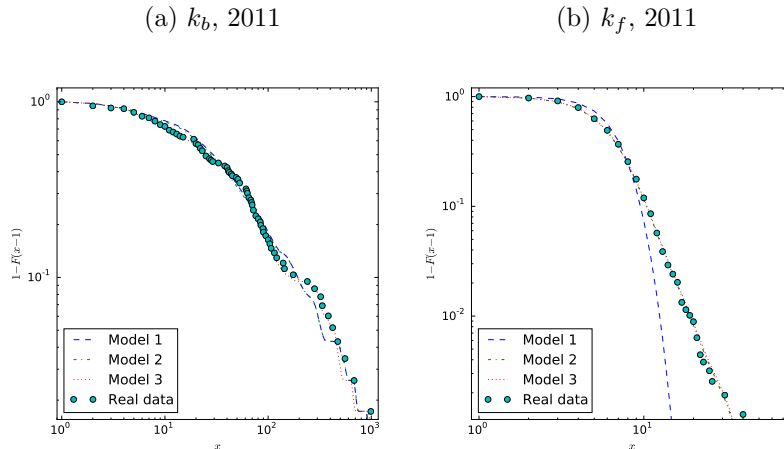 (a) k_b, 2011
(b) k_f, 2011
10^0
10^{-1}
1−F(x−1)
Model 1
Model 2
Model 3
Real data
10^0
10^1
10^2
10^3
x
10^0
10^{-1}
10^{-2}
1−F(x−1)
Model 1
Model 2
Model 3
Real data
10^0
10^1
x